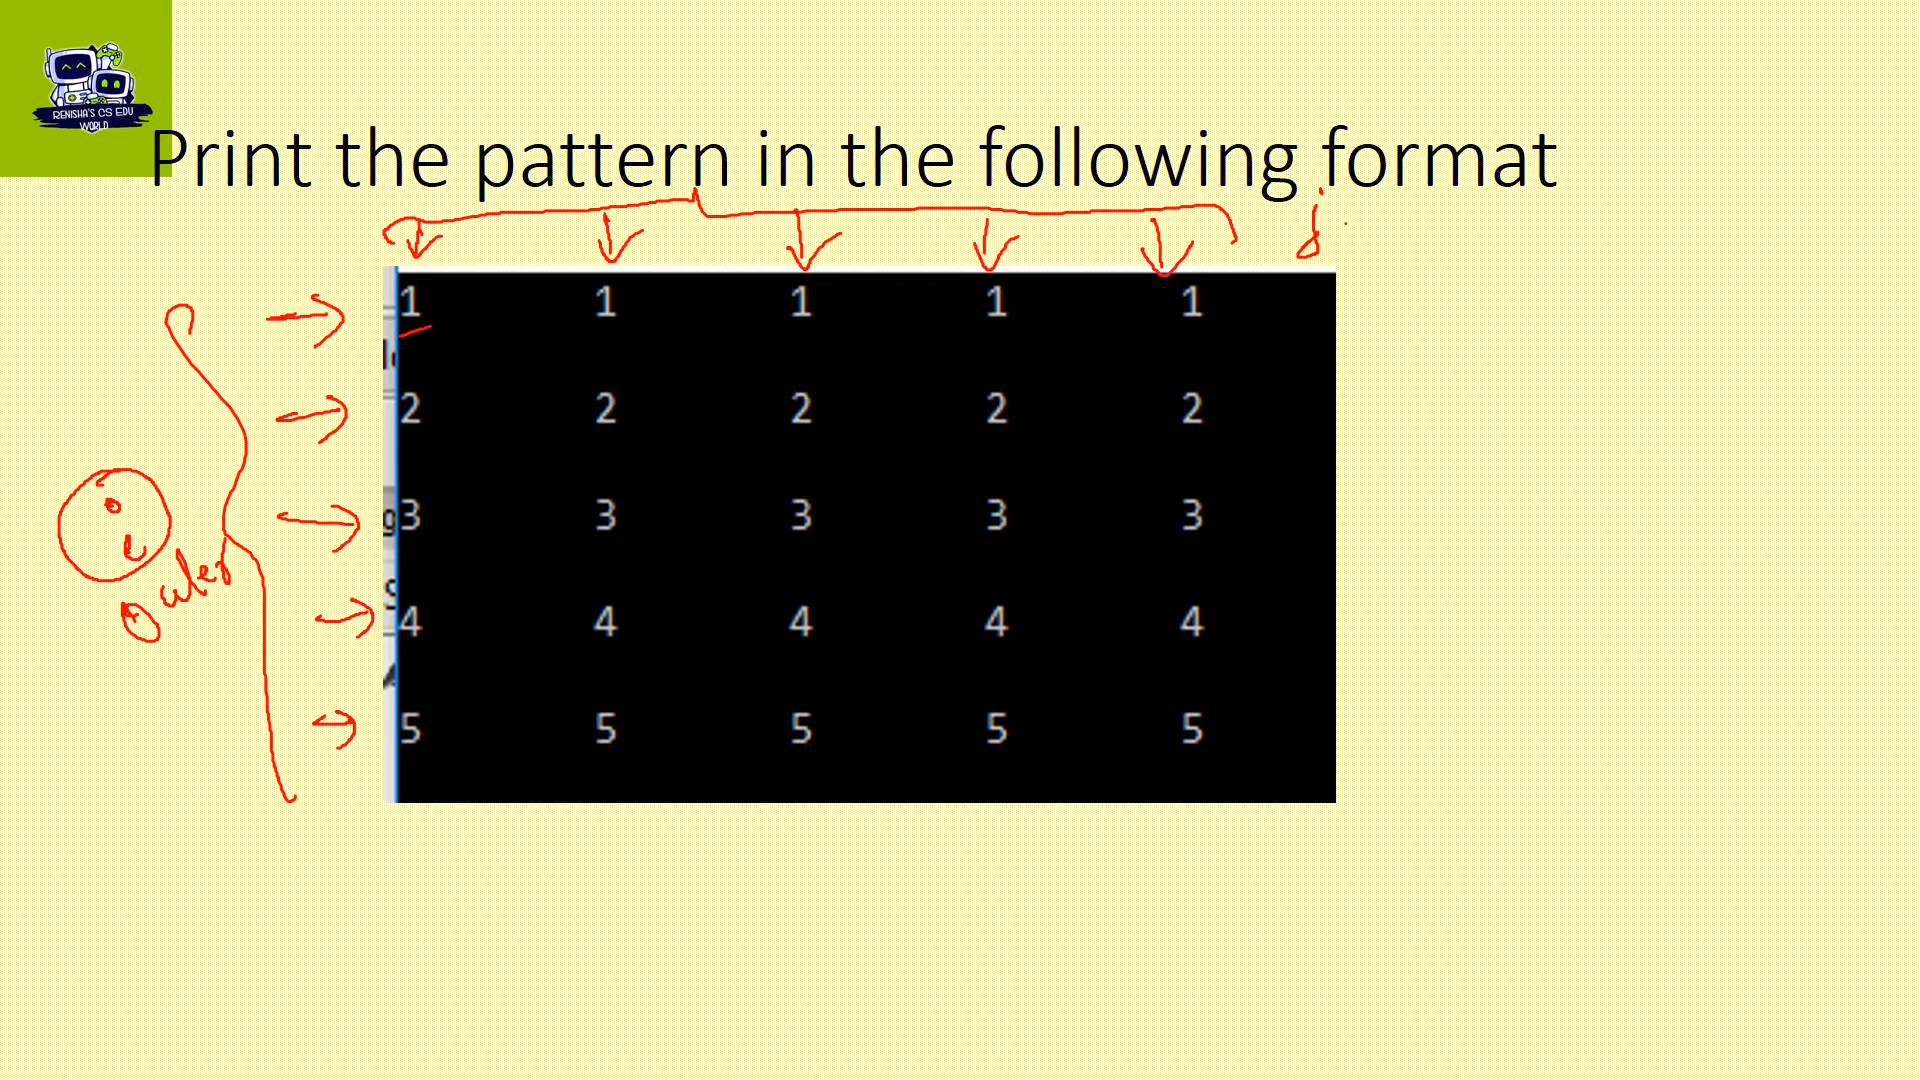 RENISHA'S CS EDU
WORLD
Print the pattern in the following format
j
1 1 1 1 1
2 2 2 2 2
3 3 3 3 3
4 4 4 4 4
5 5 5 5 5
i
Outer